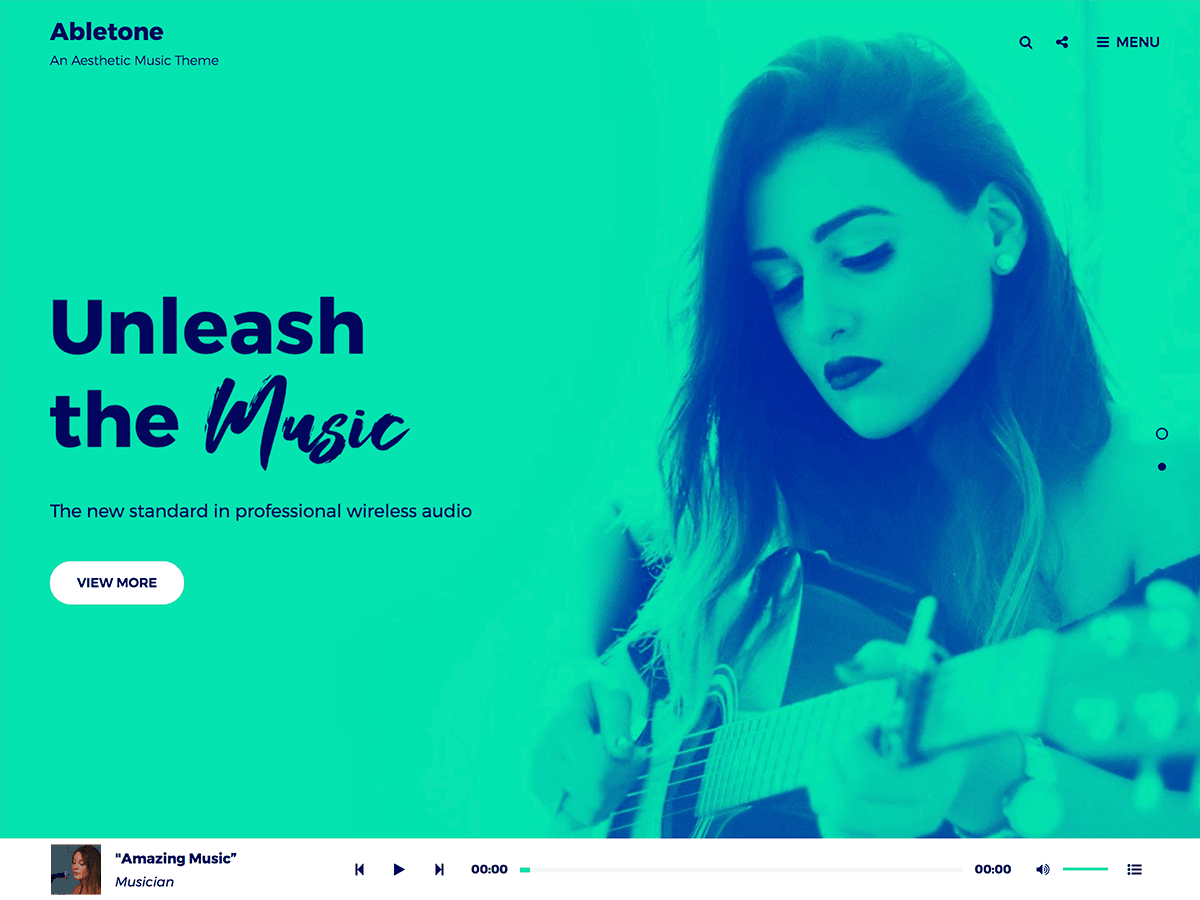 Abletone
An Aesthetic Music Theme
MENU
Unleash
the Music
The new standard in professional wireless audio
VIEW MORE
"Amazing Music”
Musician
00:00
00:00